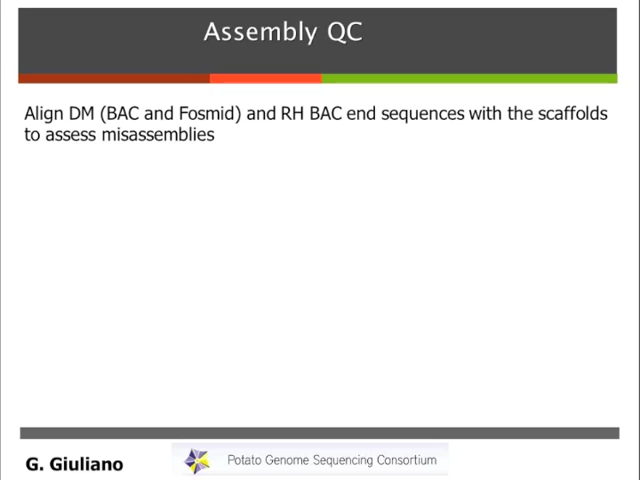 Assembly QC
Align DM (BAC and Fosmid) and RH BAC end sequences with the scaffolds
to assess misassemblies
G. Giuliano
Potato Genome Sequencing Consortium